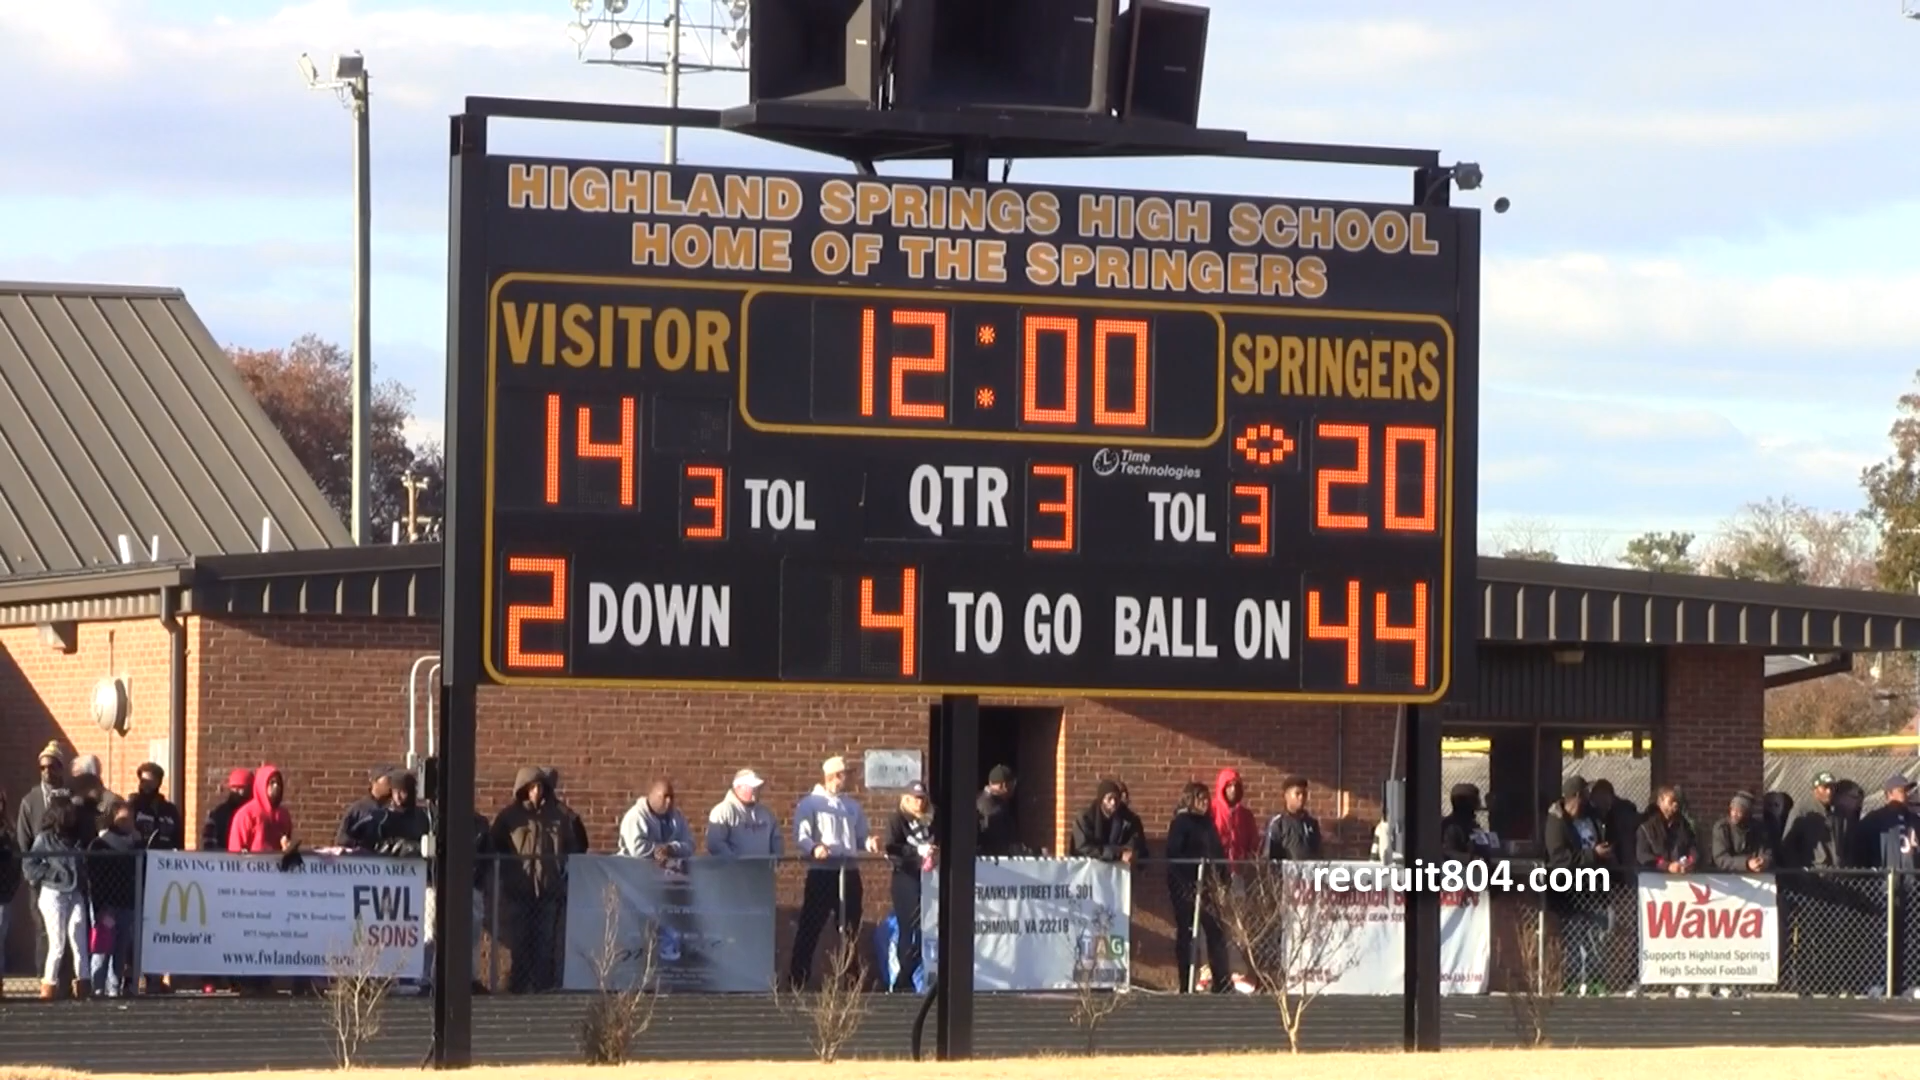 HIGHLAND SPRINGS HIGH SCHOOL
HOME OF THE SPRINGERS
VISITOR 12:00 SPRINGERS
14 20
3 TOL QTR 3 TOL 3
Time
Technologies
2 DOWN 4 TO GO BALL ON 44
recruit804.com
SERVING THE GREATER RICHMOND AREA
i'm lovin' it
FWL
&SONS
www.fwlandsons.com
FRANKLIN STREET STE. 301
RICHMOND, VA 23219
TAG
Wawa
Supports Highland Springs
High School Football